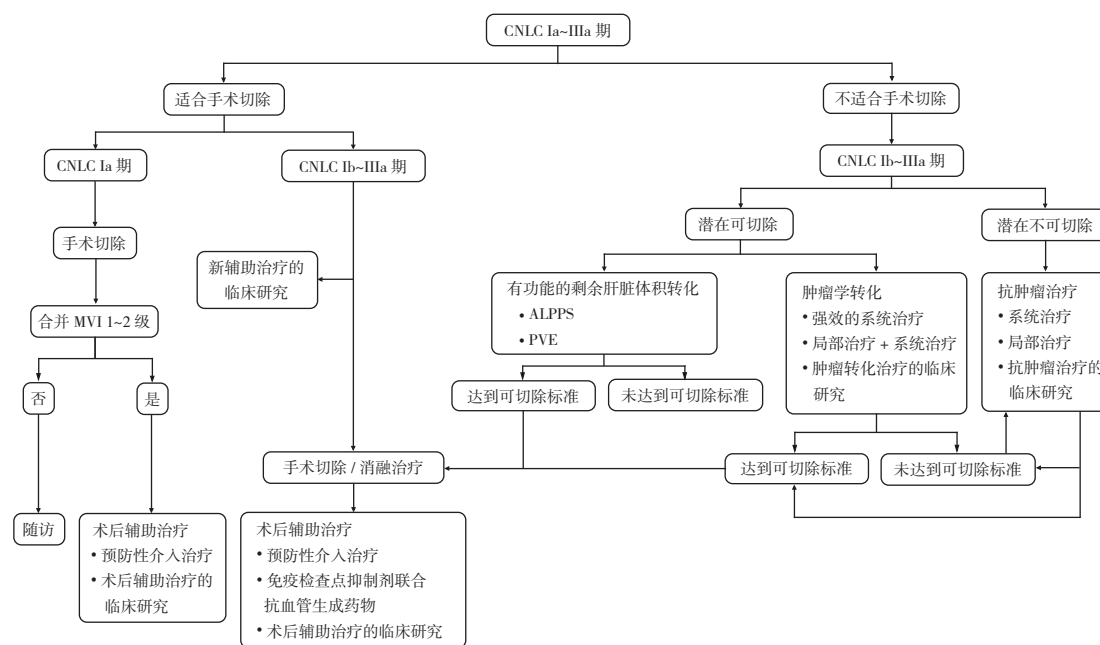 CNLC Ia~IIIa 期
适合手术切除
不适合手术切除
CNLC Ia 期
CNLC Ib~IIIa 期
CNLC Ib~IIIa 期
手术切除
新辅助治疗的
临床研究
潜在可切除
潜在不可切除
合并 MVI 1~2 级
有功能的剩余肝脏体积转化
• ALPPS
• PVE
肿瘤学转化
• 强效的系统治疗
• 局部治疗 + 系统治疗
• 肿瘤转化治疗的临床
研究
抗肿瘤治疗
• 系统治疗
• 局部治疗
• 抗肿瘤治疗的
临床研究
否
是
达到可切除标准
未达到可切除标准
手术切除 / 消融治疗
达到可切除标准
未达到可切除标准
随访
术后辅助治疗
• 预防性介入治疗
• 术后辅助治疗的
临床研究
术后辅助治疗
• 预防性介入治疗
• 免疫检查点抑制剂联合
抗血管生成药物
• 术后辅助治疗的临床研究